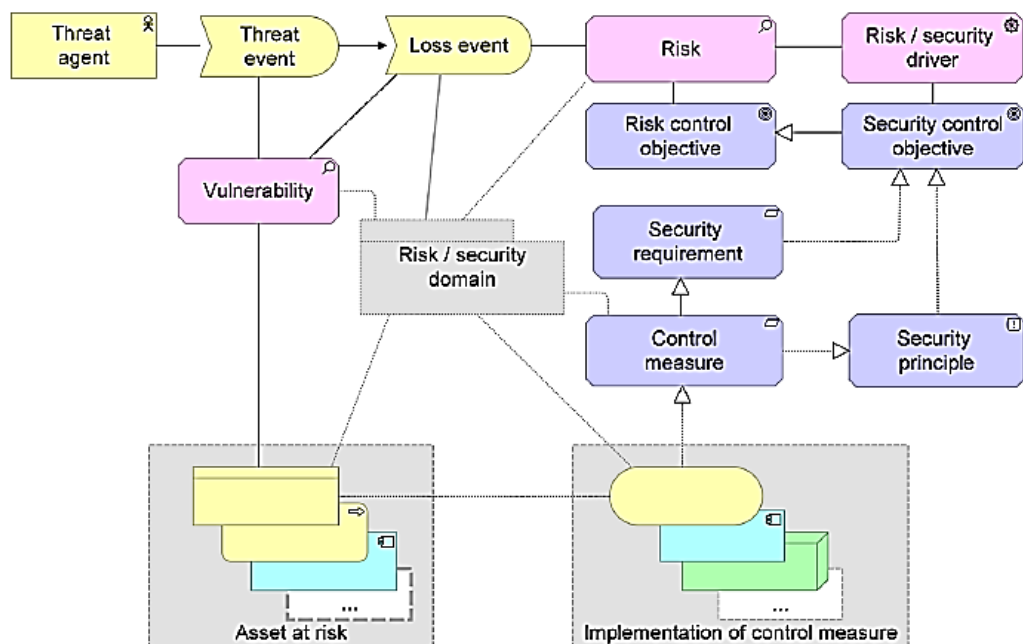 Threat
agent
Threat
event
Loss event
Risk
Risk / security
driver
Risk control
objective
Security control
objective
Vulnerability
Security
requirement
Risk / security
domain
Control
measure
Security
principle
...
...
Asset at risk
Implementation of control measure